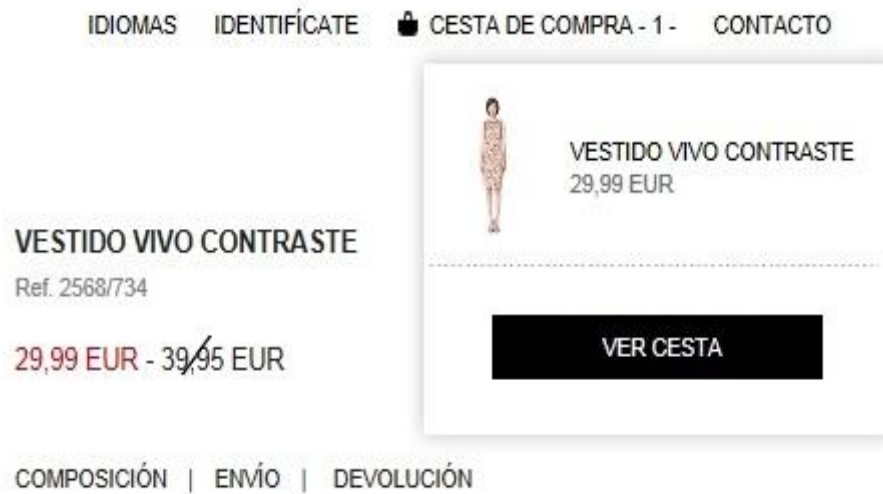 IDIOMAS IDENTIFÍCATE CESTA DE COMPRA - 1 - CONTACTO
VESTIDO VIVO CONTRASTE
29,99 EUR
VER CESTA
VESTIDO VIVO CONTRASTE
Ref. 2568/734
29,99 EUR - 39,95 EUR
COMPOSICIÓN | ENVÍO | DEVOLUCIÓN